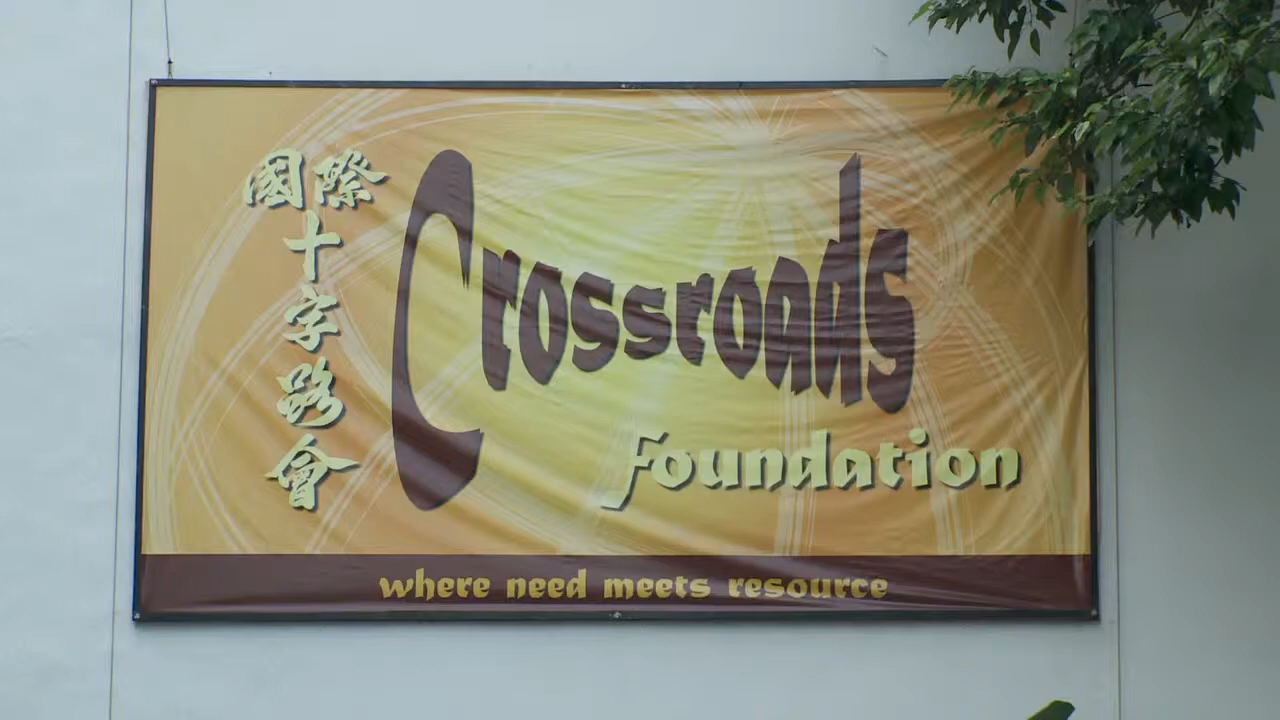 國際
十
字
路
會
Crossroads
Foundation
where need meets resource